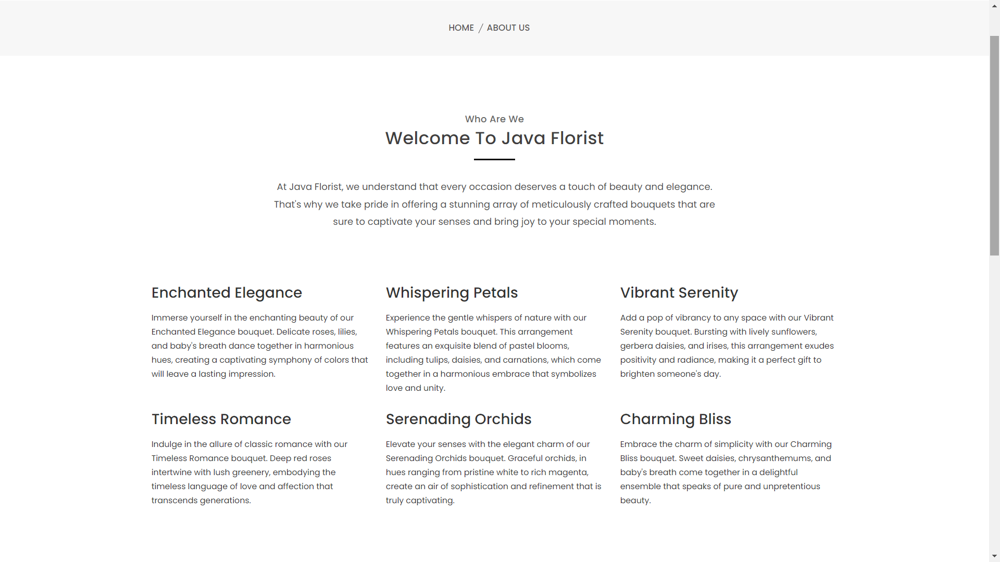 HOME / ABOUT US
Who Are We
Welcome To Java Florist
At Java Florist, we understand that every occasion deserves a touch of beauty and elegance.
That's why we take pride in offering a stunning array of meticulously crafted bouquets that are
sure to captivate your senses and bring joy to your special moments.
Enchanted Elegance
Immerse yourself in the enchanting beauty of our
Enchanted Elegance bouquet. Delicate roses, lilies,
and baby's breath dance together in harmonious
hues, creating a captivating symphony of colors that
will leave a lasting impression.
Whispering Petals
Experience the gentle whispers of nature with our
Whispering Petals bouquet. This arrangement
features an exquisite blend of pastel blooms,
including tulips, daisies, and carnations, which come
together in a harmonious embrace that symbolizes
love and unity.
Vibrant Serenity
Add a pop of vibrancy to any space with our Vibrant
Serenity bouquet. Bursting with lively sunflowers,
gerbera daisies, and irises, this arrangement exudes
positivity and radiance, making it a perfect gift to
brighten someone's day.
Timeless Romance
Indulge in the allure of classic romance with our
Timeless Romance bouquet. Deep red roses
intertwine with lush greenery, embodying the
timeless language of love and affection that
transcends generations.
Serenading Orchids
Elevate your senses with the elegant charm of our
Serenading Orchids bouquet. Graceful orchids, in
hues ranging from pristine white to rich magenta,
create an air of sophistication and refinement that is
truly captivating.
Charming Bliss
Embrace the charm of simplicity with our Charming
Bliss bouquet. Sweet daisies, chrysanthemums, and
baby's breath come together in a delightful
ensemble that speaks of pure and unpretentious
beauty.